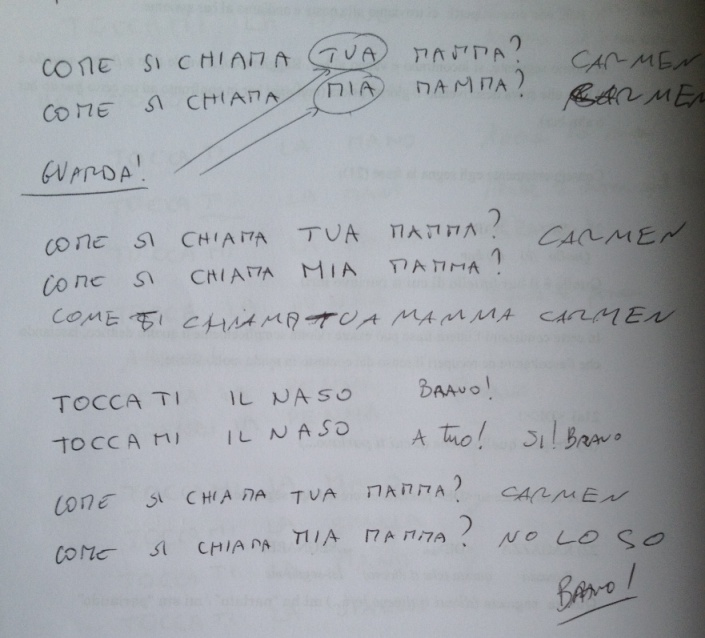 COME SI CHIAMA TUA MAMMA? CARMEN
COME SI CHIAMA MIA MAMMA? CARMEN
GUARDA!
COME SI CHIAMA TUA MAMMA? CARMEN
COME SI CHIAMA MIA MAMMA?
COME SI CHIAMA TUA MAMMA CARMEN
TOCCATI IL NASO BRAVO!
TOCCAMI IL NASO A tuo! SI! BRAVO
COME SI CHIAMA TUA MAMMA? CARMEN
COME SI CHIAMA MIA MAMMA? NO LO SO
BRAVO!